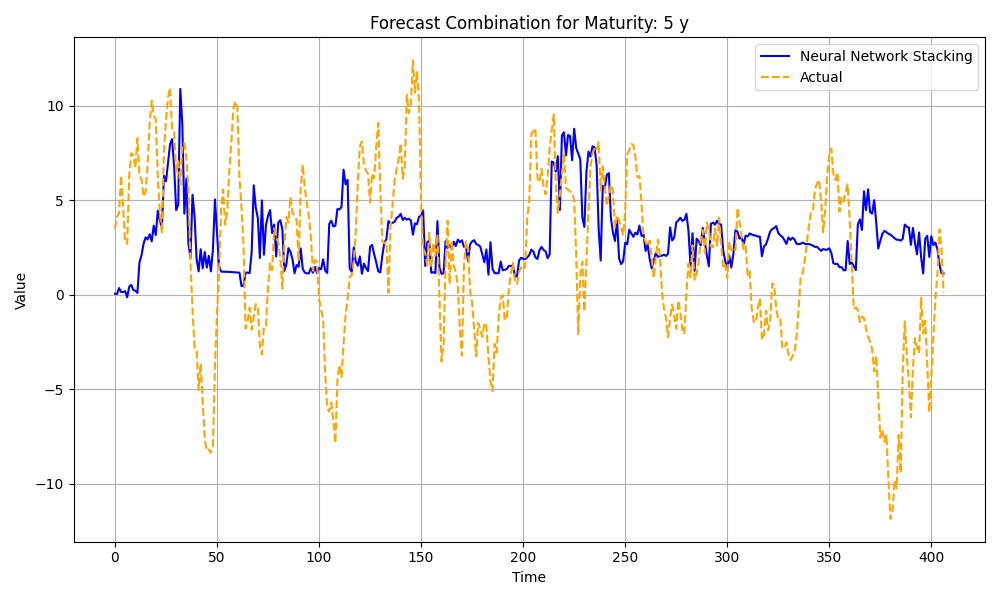 Forecast Combination for Maturity: 5 y
Neural Network Stacking
Actual
Value
10
5
0
−5
−10
0 50 100 150 200 250 300 350 400
Time